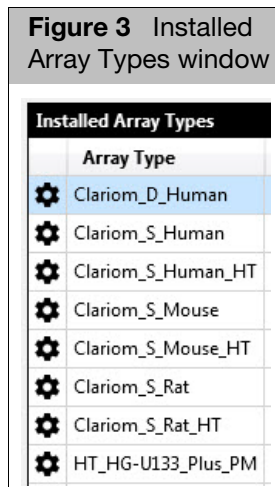 Figure 3 Installed
Array Types window
Installed Array Types
Array Type
Clariom_D_Human
Clariom_S_Human
Clariom_S_Human_HT
Clariom_S_Mouse
Clariom_S_Mouse_HT
Clariom_S_Rat
Clariom_S_Rat_HT
HT_HG-U133_Plus_PM